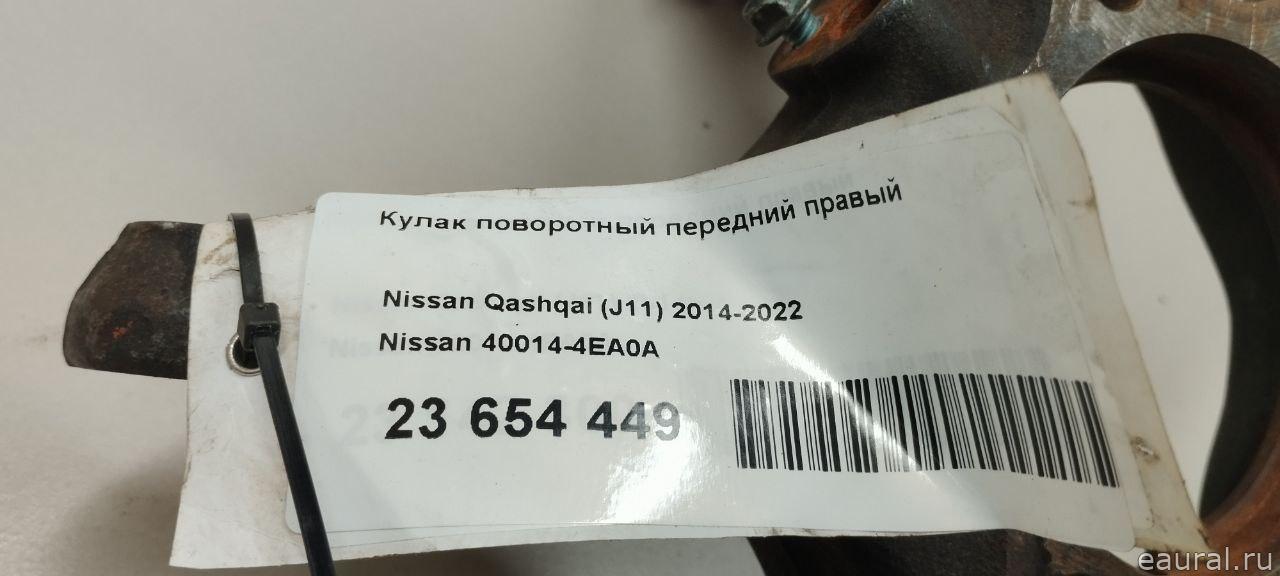 Кулак поворотный передний правый
Nissan Qashqai (J11) 2014-2022
Nissan 40014-4EA0A
23 654 449
eaural.ru